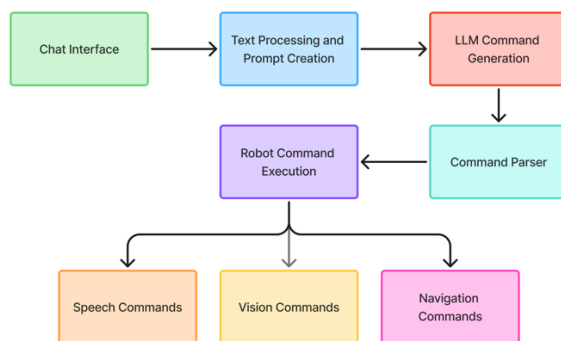 Chat Interface
Text Processing and
Prompt Creation
LLM Command
Generation
Robot Command
Execution
Command Parser
Speech Commands
Vision Commands
Navigation
Commands